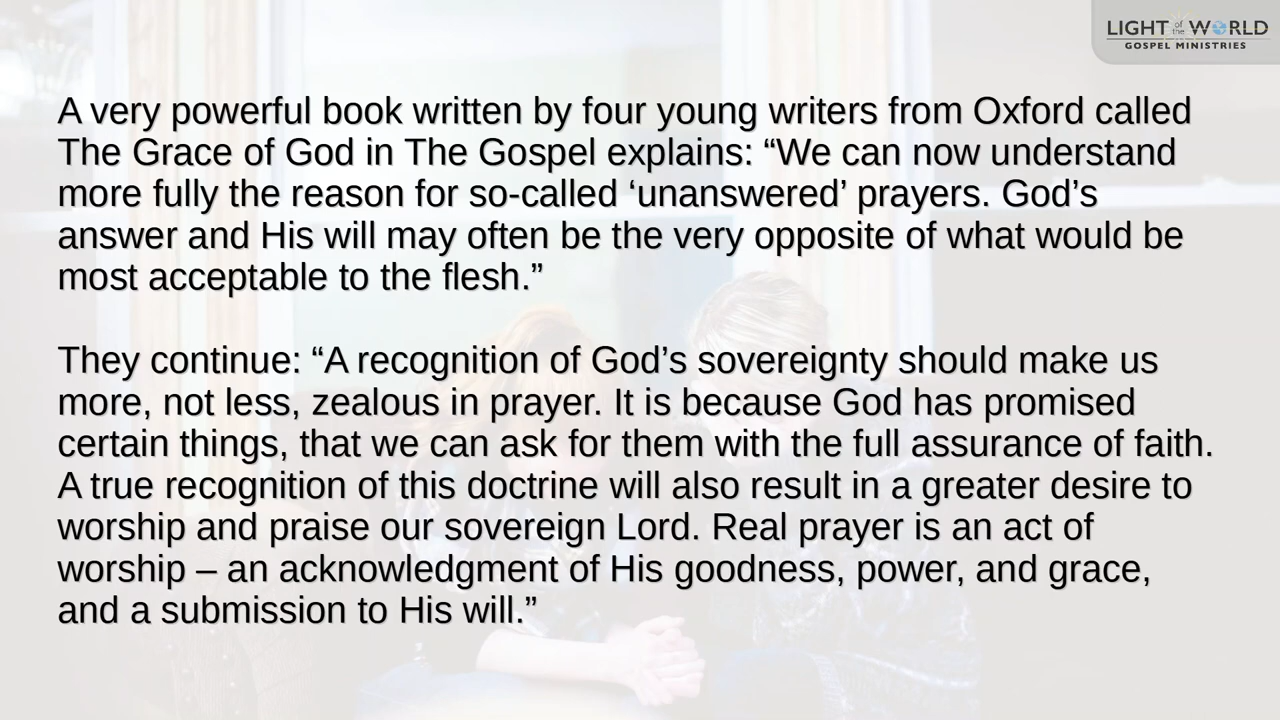 LIGHT of the WORLD
GOSPEL MINISTRIES
A very powerful book written by four young writers from Oxford called
The Grace of God in The Gospel explains: “We can now understand
more fully the reason for so-called ‘unanswered’ prayers. God’s
answer and His will may often be the very opposite of what would be
most acceptable to the flesh.”
They continue: “A recognition of God’s sovereignty should make us
more, not less, zealous in prayer. It is because God has promised
certain things, that we can ask for them with the full assurance of faith.
A true recognition of this doctrine will also result in a greater desire to
worship and praise our sovereign Lord. Real prayer is an act of
worship – an acknowledgment of His goodness, power, and grace,
and a submission to His will.”